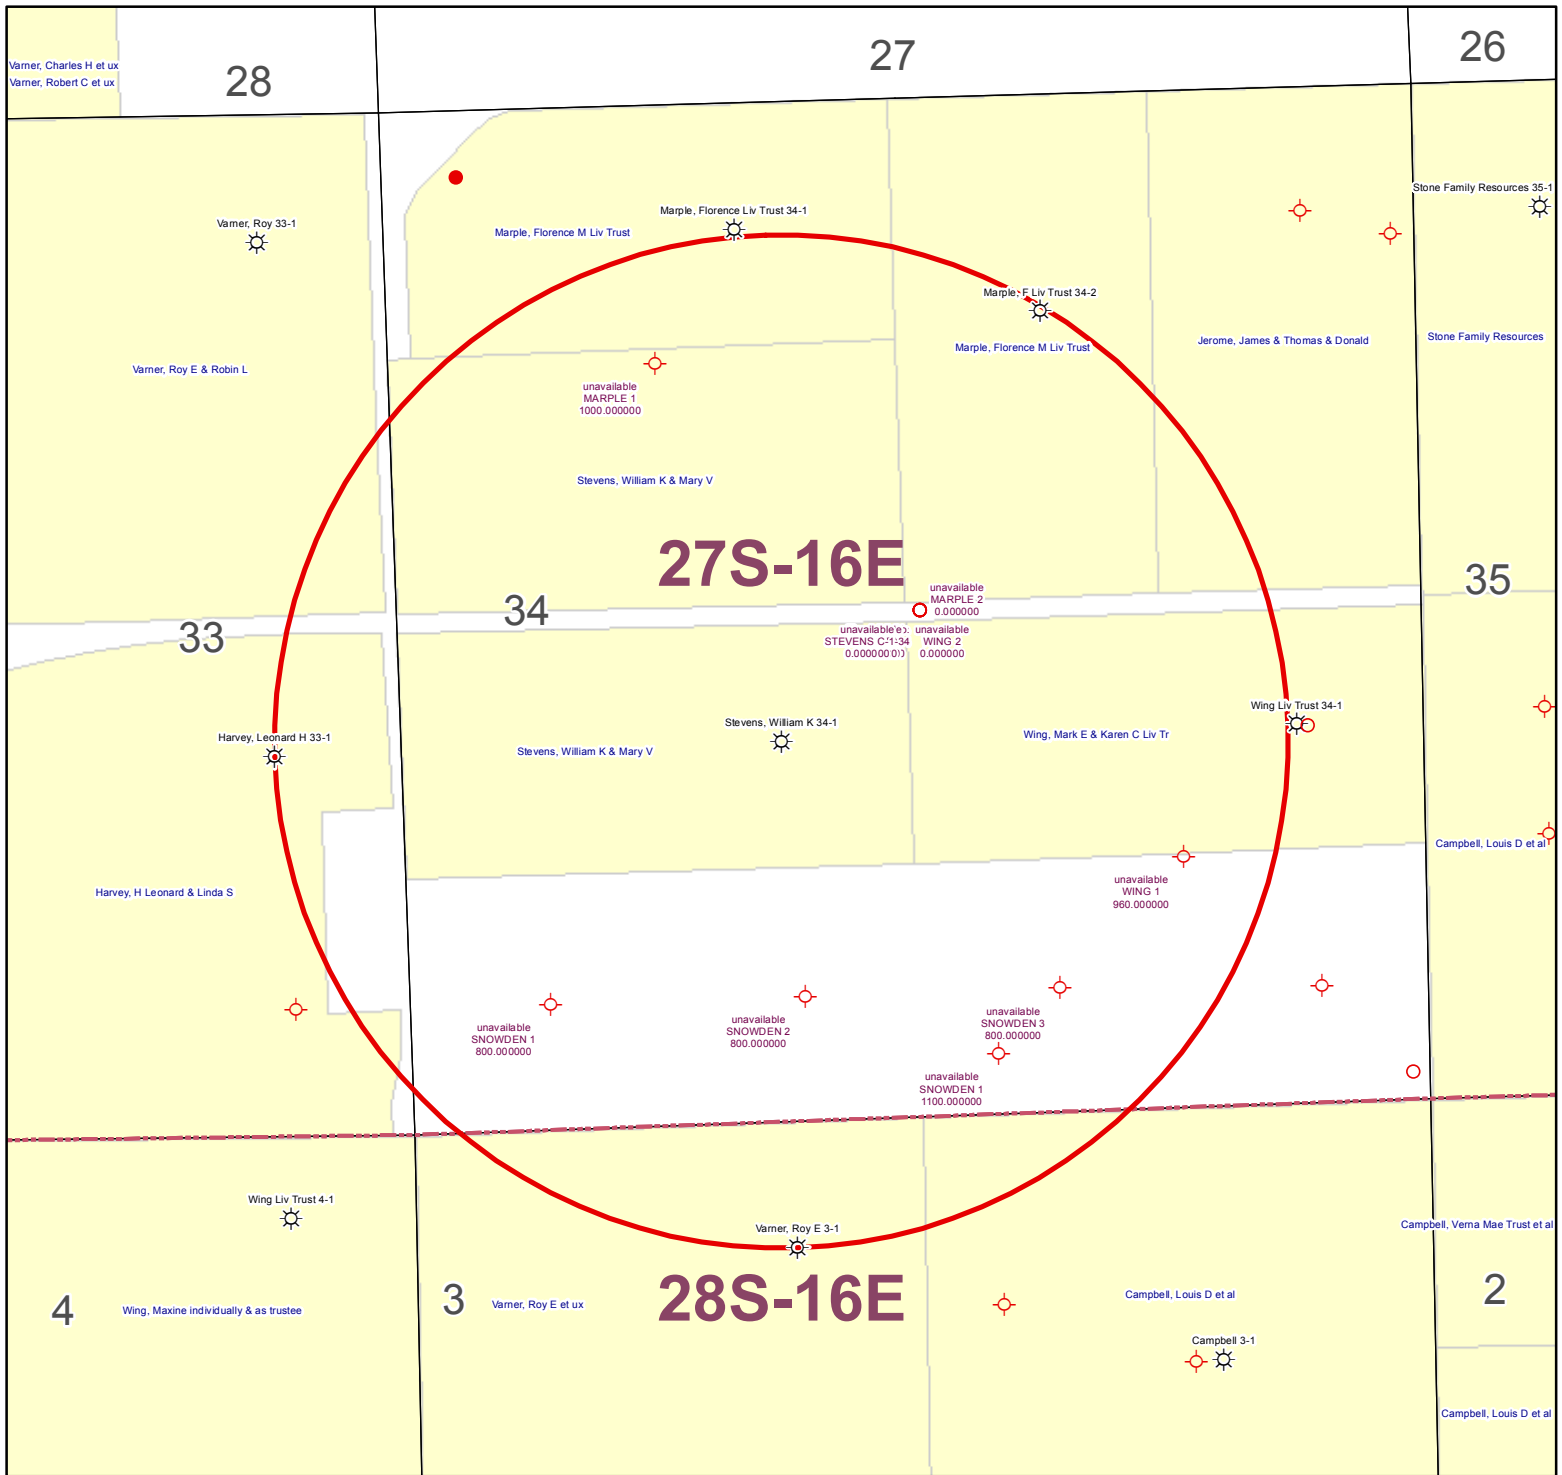 27
26
28
Varner, Charles H et ux
Varner, Robert C et ux
Stone Family Resources 35-1
Marple, Florence Liv Trust 34-1
Varner, Roy 33-1
Marple, Florence M Liv Trust
Marple, F Liv Trust 34-2
Marple, Florence M Liv Trust
Jerome, James & Thomas & Donald
Stone Family Resources
Varner, Roy E & Robin L
unavailable
MARPLE 1
1000.000000
Stevens, William K & Mary V
27S-16E
35
unavailable
MARPLE 2
0.000000
34
33
unavailable
STEVENS C-1-34
0.000000
unavailable
WING 2
0.000000
Wing Liv Trust 34-1
Stevens, William K 34-1
Harvey, Leonard H 33-1
Stevens, William K & Mary V
Wing, Mark E & Karen C Liv Tr
Campbell, Louis D et al
unavailable
WING 1
960.000000
Harvey, H Leonard & Linda S
unavailable
SNOWDEN 1
800.000000
unavailable
SNOWDEN 2
800.000000
unavailable
SNOWDEN 3
800.000000
unavailable
SNOWDEN 1
1100.000000
Wing Liv Trust 4-1
Varner, Roy E 3-1
Campbell, Verna Mae Trust et al
28S-16E
4
Wing, Maxine individually & as trustee
3
Varner, Roy E et ux
Campbell, Louis D et al
2
Campbell 3-1
Campbell, Louis D et al